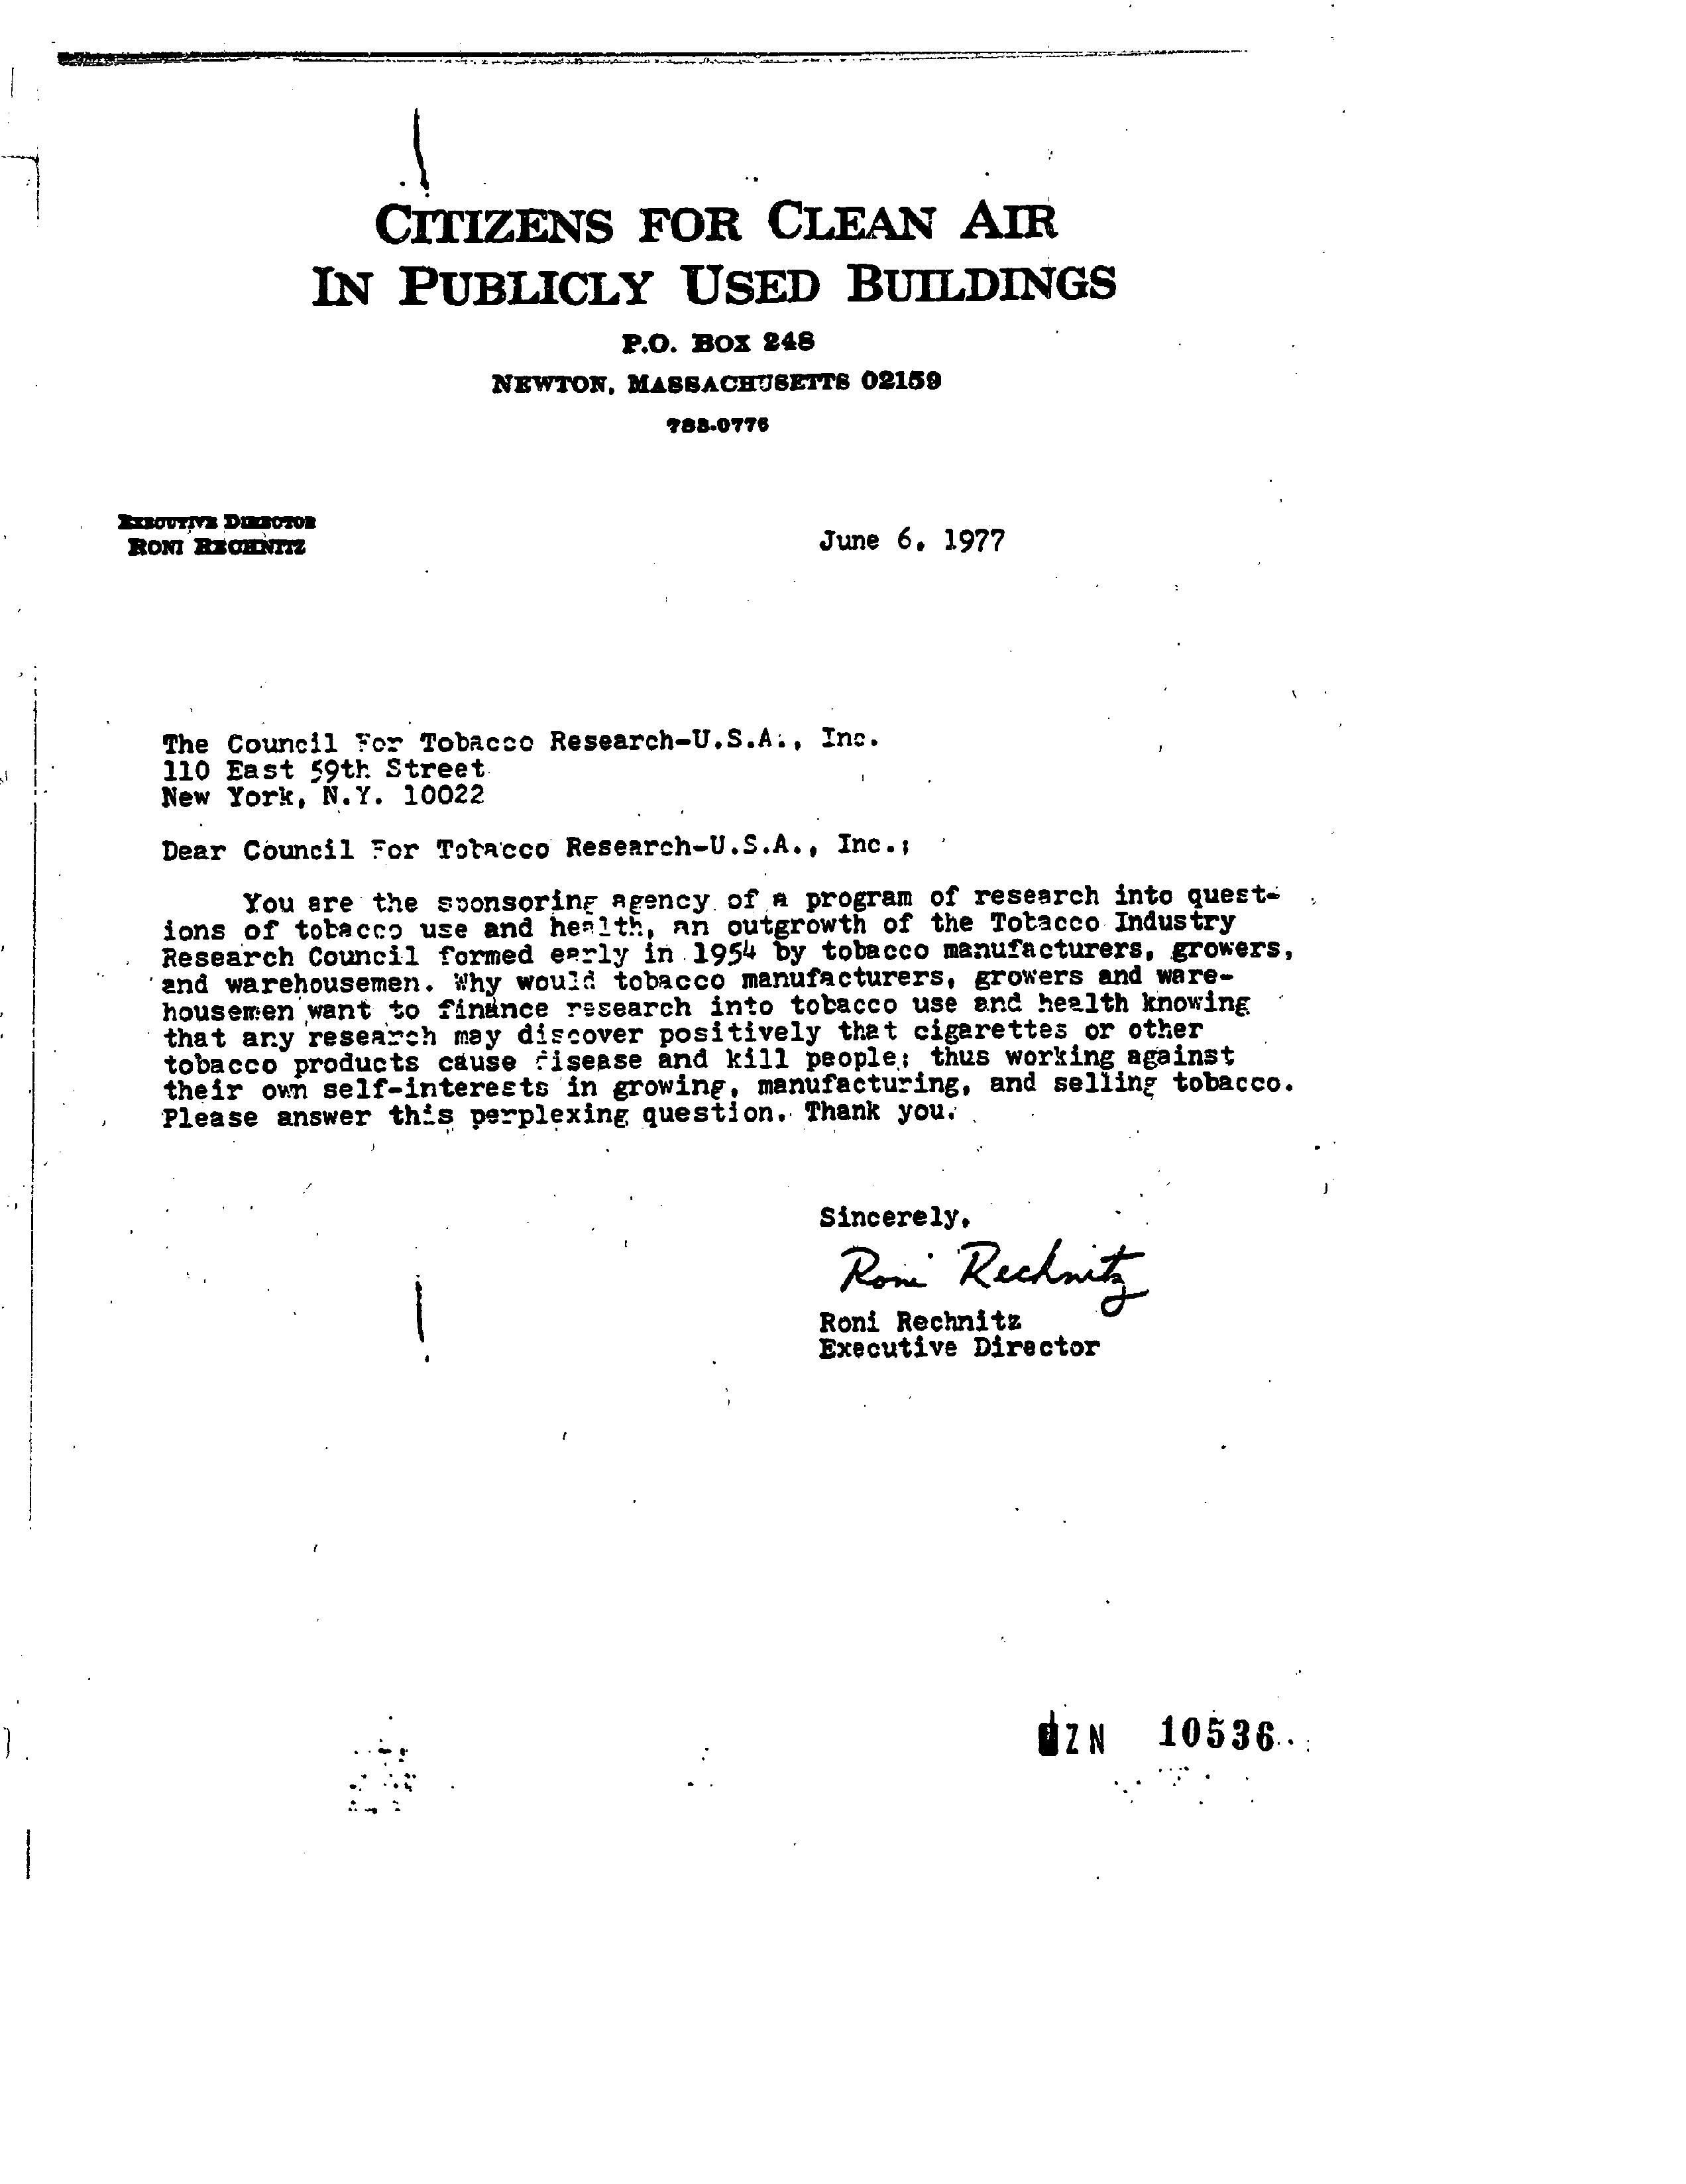 CITIZENS FOR CLEAN AIR
IN PUBLICLY USED BUILDINGS
P.O. BOX 248
NEWTON, MASSACHUSETTS 02159
783-0776
EXECUTIVE DIRECTOR
RONI RECHNITZ
June 6, 1977
The Council For Tobacco Research-U.S.A., Inc.
110 East 59th Street
New York, N.Y. 10022
Dear Council For Tobacco Research-U.S.A., Inc.;
You are the sponsoring agency of a program of research into quest-
ions of tobacco use and health, an outgrowth of the Tobacco Industry
Research Council formed early in 1954 by tobacco manufacturers, growers,
and warehousemen. Why would tobacco manufacturers, growers and ware-
housemen want to finance research into tobacco use and health knowing
that any research may discover positively that cigarettes or other
tobacco products cause disease and kill people; thus working against
their own self-interests in growing, manufacturing, and selling tobacco.
Please answer this perplexing question. Thank you.
Sincerely,
Roni Rechnitz
Roni Rechnitz
Executive Director
ZN 10536